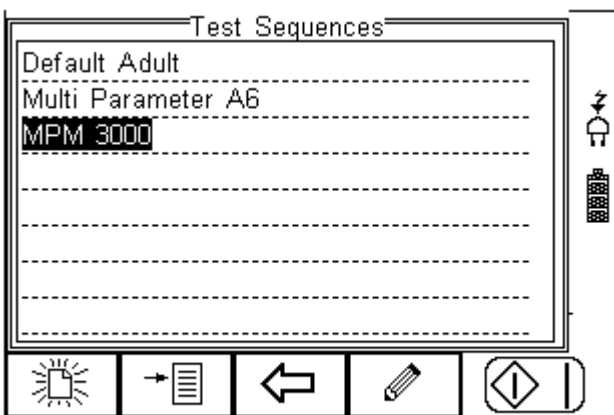 Test Sequences
Default Adult
Multi Parameter A6
MPM 3000